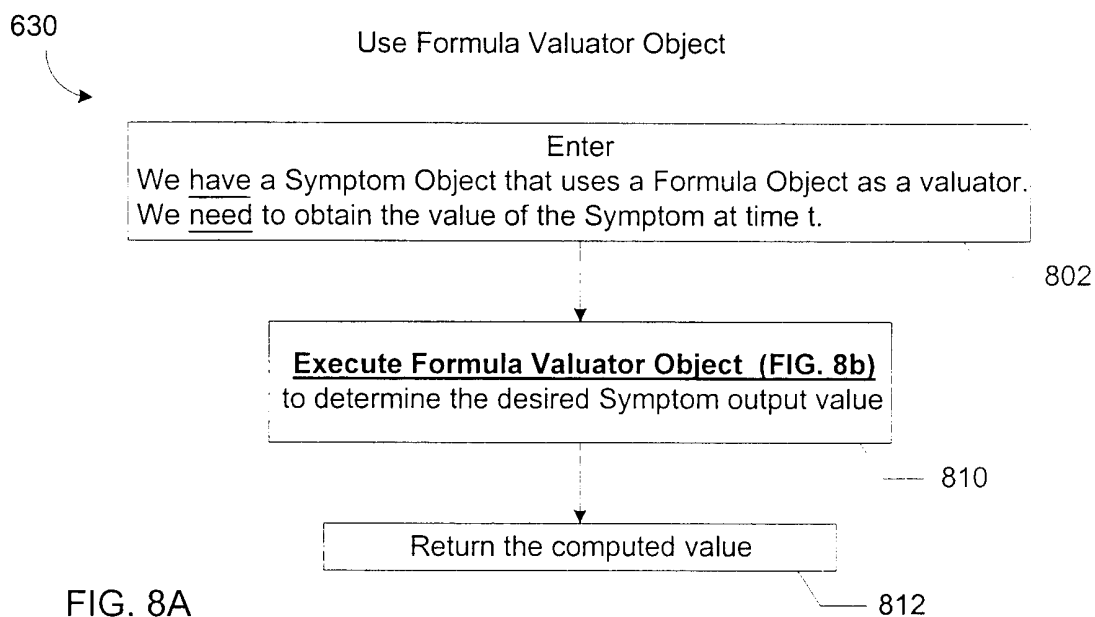 630
Use Formula Valuator Object
Enter
We have a Symptom Object that uses a Formula Object as a valuator.
We need to obtain the value of the Symptom at time t.
802
Execute Formula Valuator Object (FIG. 8b)
to determine the desired Symptom output value
810
Return the computed value
812
FIG. 8A